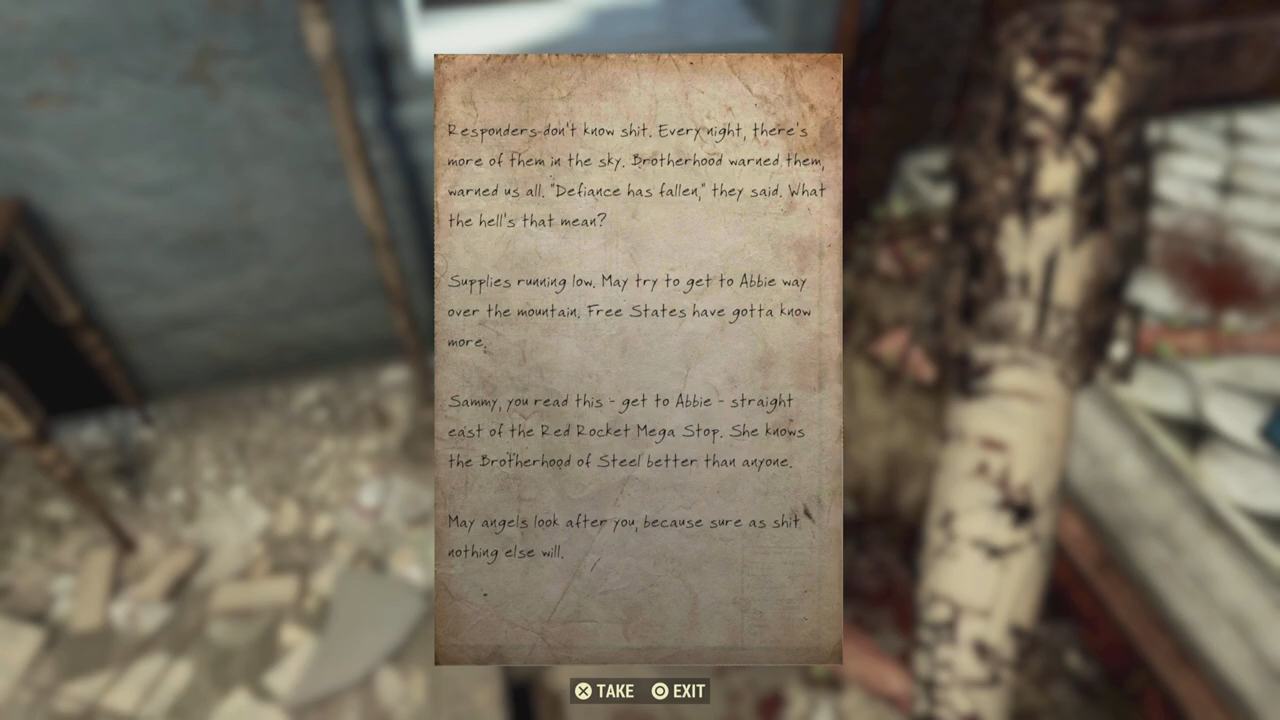 Responders don't know shit. Every night, there's
more of them in the sky. Brotherhood warned them,
warned us all. "Defiance has fallen," they said. What
the hell's that mean?
Supplies running low. May try to get to Abbie way
over the mountain. Free States have gotta know
more.
Sammy, you read this - get to Abbie - straight
east of the Red Rocket Mega Stop. She knows
the Brotherhood of Steel better than anyone.
May angels look after you, because sure as shit
nothing else will.
TAKE EXIT